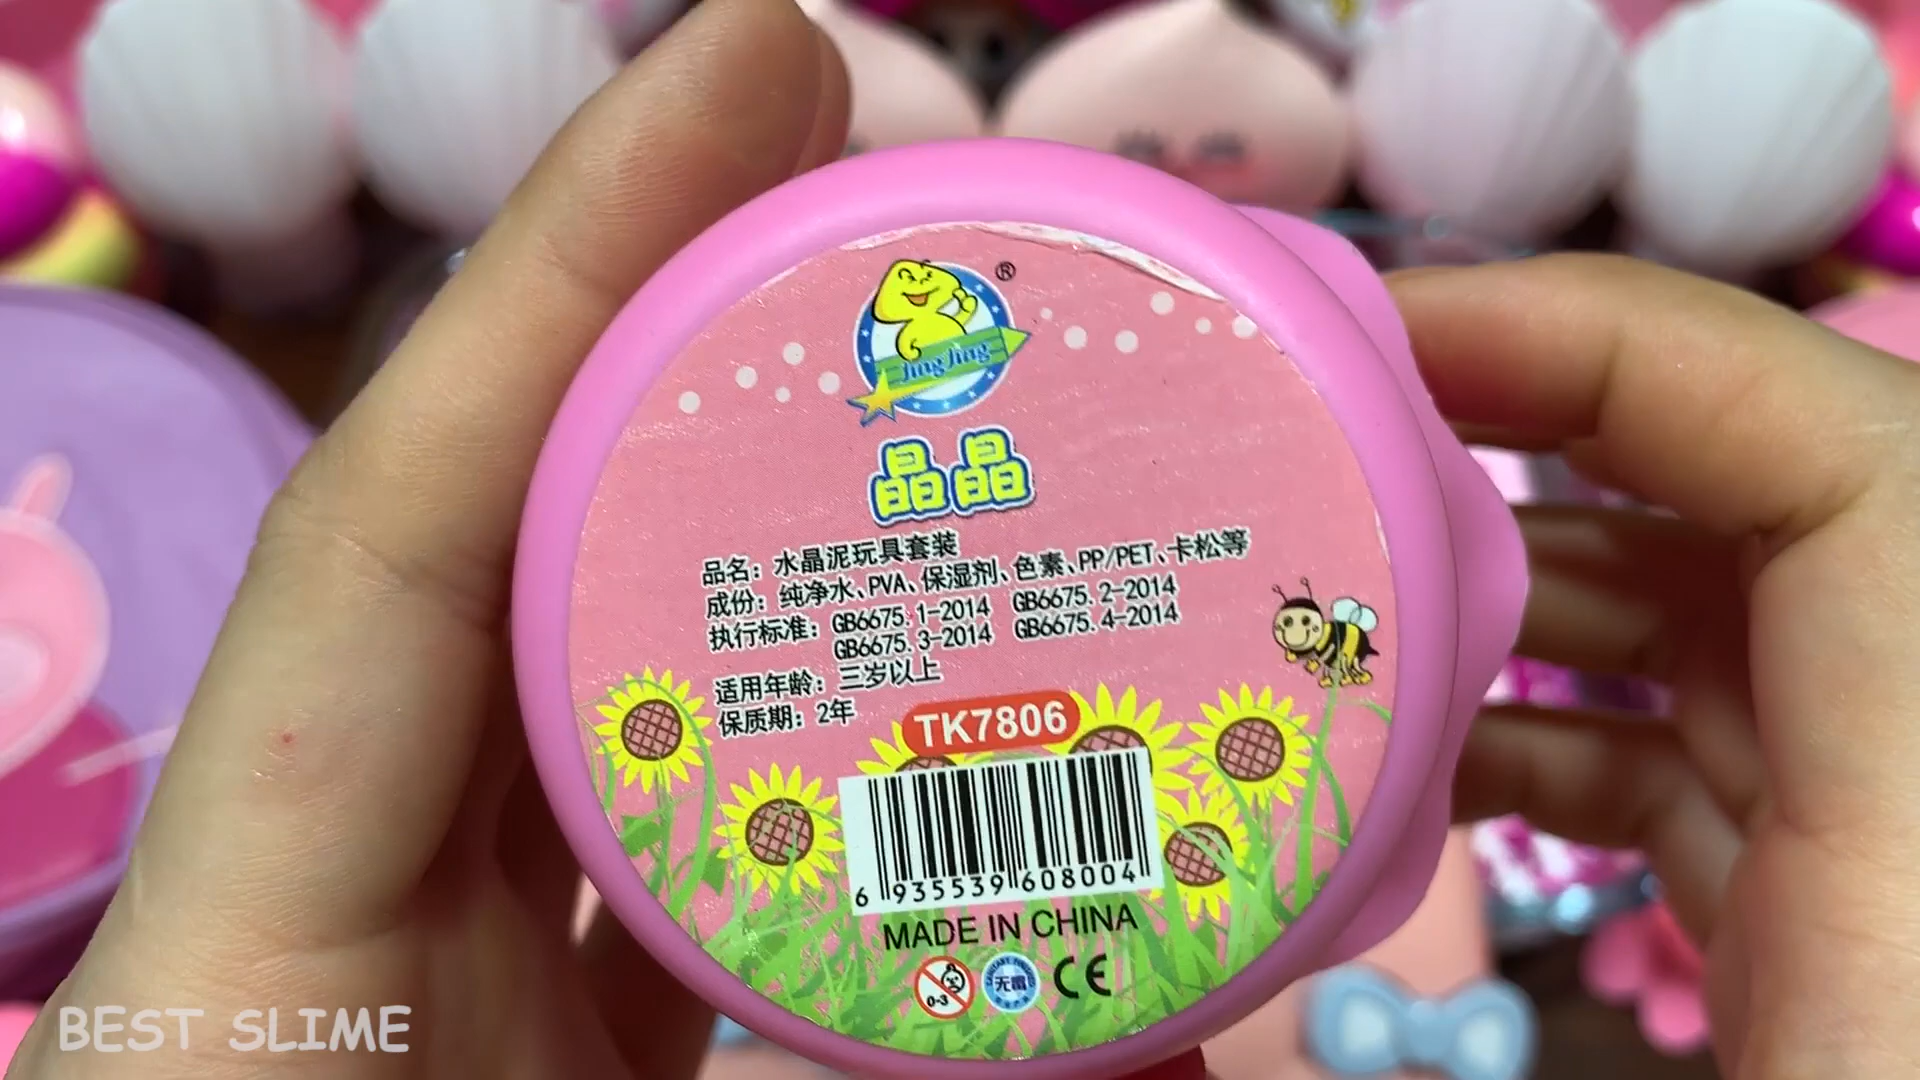 ®
Jing Jing
晶晶
品名：水晶泥玩具套装
成份：纯净水、PVA、保湿剂、色素、PP/PET、卡松等
执行标准：GB6675.1-2014 GB6675.2-2014
GB6675.3-2014 GB6675.4-2014
适用年龄：三岁以上
保质期：2年
TK7806
6 935539 608004
MADE IN CHINA
0-3
无毒
CE
BEST SLIME